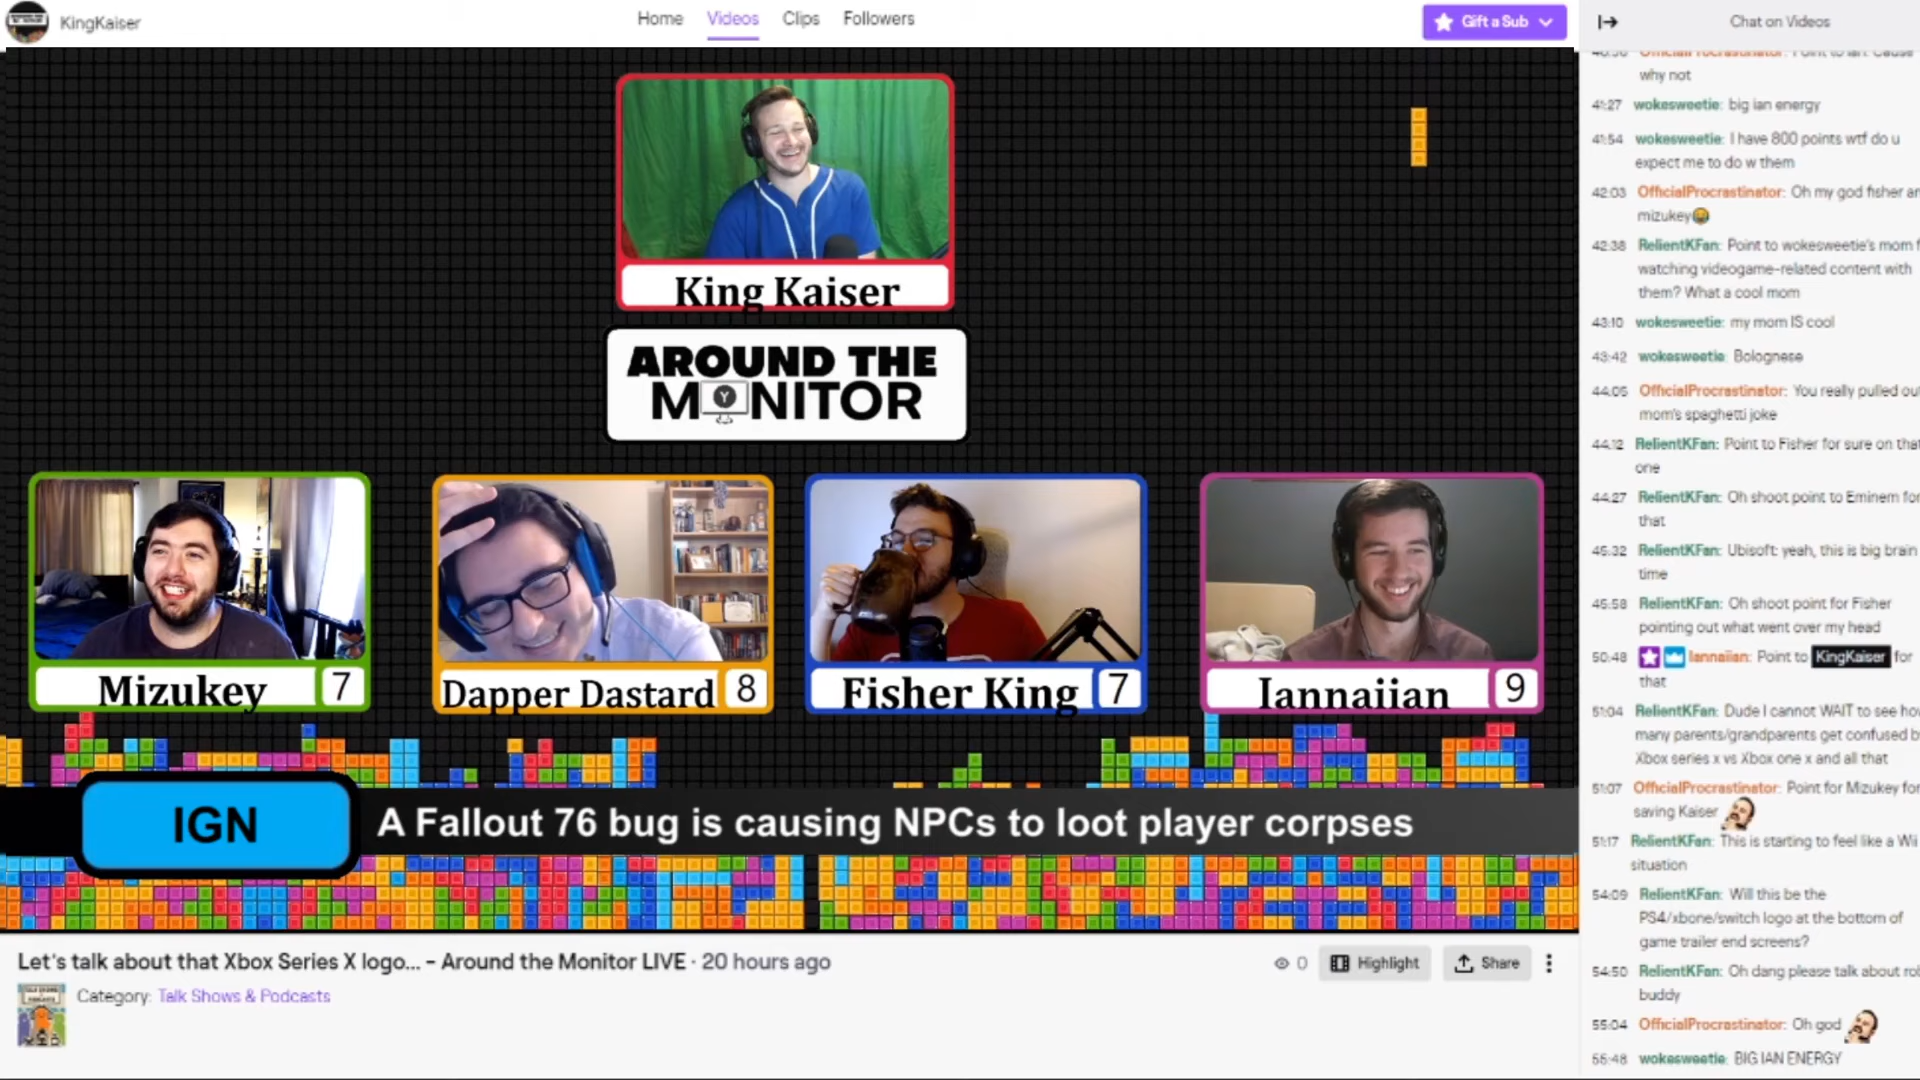 KingKaiser
Home Videos Clips Followers
Gift a Sub
Chat on Videos
King Kaiser
AROUND THE
MONITOR
Y
Mizukey 7
Dapper Dastard 8
Fisher King 7
Iannaiian 9
IGN
A Fallout 76 bug is causing NPCs to loot player corpses
Let's talk about that Xbox Series X logo... - Around the Monitor LIVE · 20 hours ago
0 Highlight Share
Category: Talk Shows & Podcasts
why not
41:27 wokesweetie: big ian energy
41:54 wokesweetie: I have 800 points wtf do u
expect me to do w them
42:03 OfficialProcrastinator: Oh my god fisher
mizukey
42:38 RelientKFan: Point to wokesweetie's mom
watching videogame-related content with
them? What a cool mom
43:10 wokesweetie: my mom IS cool
43:42 wokesweetie: Bolognese
44:05 OfficialProcrastinator: You really pulled
mom's spaghetti joke
44:12 RelientKFan: Point to Fisher for sure on
one
44:27 RelientKFan: Oh shoot point to Eminem for
that
45:32 RelientKFan: Ubisoft: yeah, this is big brain
time
45:58 RelientKFan: Oh shoot point for Fisher
pointing out what went over my head
50:48 Iannaiian: Point to KingKaiser for
that
51:04 RelientKFan: Dude I cannot WAIT to see
many parents/grandparents get confused
Xbox series x vs Xbox one x and all that
51:07 OfficialProcrastinator: Point for Mizukey for
saving Kaiser
51:17 RelientKFan: This is starting to feel like a Wii
situation
54:09 RelientKFan: Will this be the
PS4/xbone/switch logo at the bottom of
game trailer end screens?
54:50 RelientKFan: Oh dang please talk about
buddy
55:04 OfficialProcrastinator: Oh god
55:48 wokesweetie: BIG IAN ENERGY